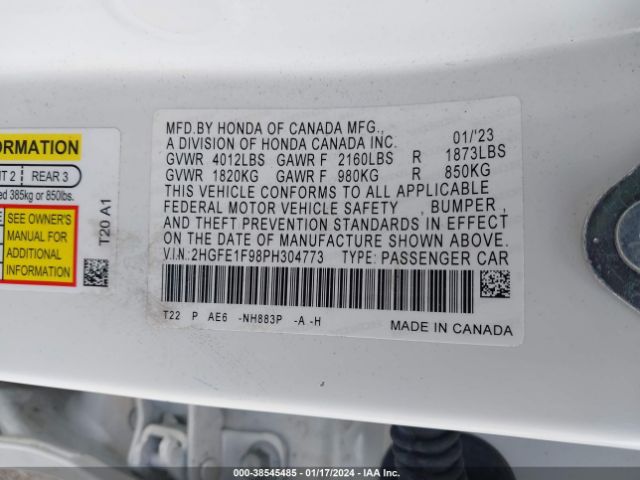 ORMATION
NT 2 REAR 3
ed 385kg or 850lbs.
SEE OWNER'S
MANUAL FOR
ADDITIONAL
INFORMATION
T20 A1
MFD.BY HONDA OF CANADA MFG.,
A DIVISION OF HONDA CANADA INC. 01/'23
GVWR 4012LBS GAWR F 2160LBS R 1873LBS
GVWR 1820KG GAWR F 980KG R 850KG
THIS VEHICLE CONFORMS TO ALL APPLICABLE
FEDERAL MOTOR VEHICLE SAFETY , BUMPER,
AND THEFT PREVENTION STANDARDS IN EFFECT
ON THE DATE OF MANUFACTURE SHOWN ABOVE.
V.I.N.:2HGFE1F98PH304773 TYPE: PASSENGER CAR
T22 P AE6 -NH883P -A -H
MADE IN CANADA
000-38545485 - 01/17/2024 - IAA Inc.